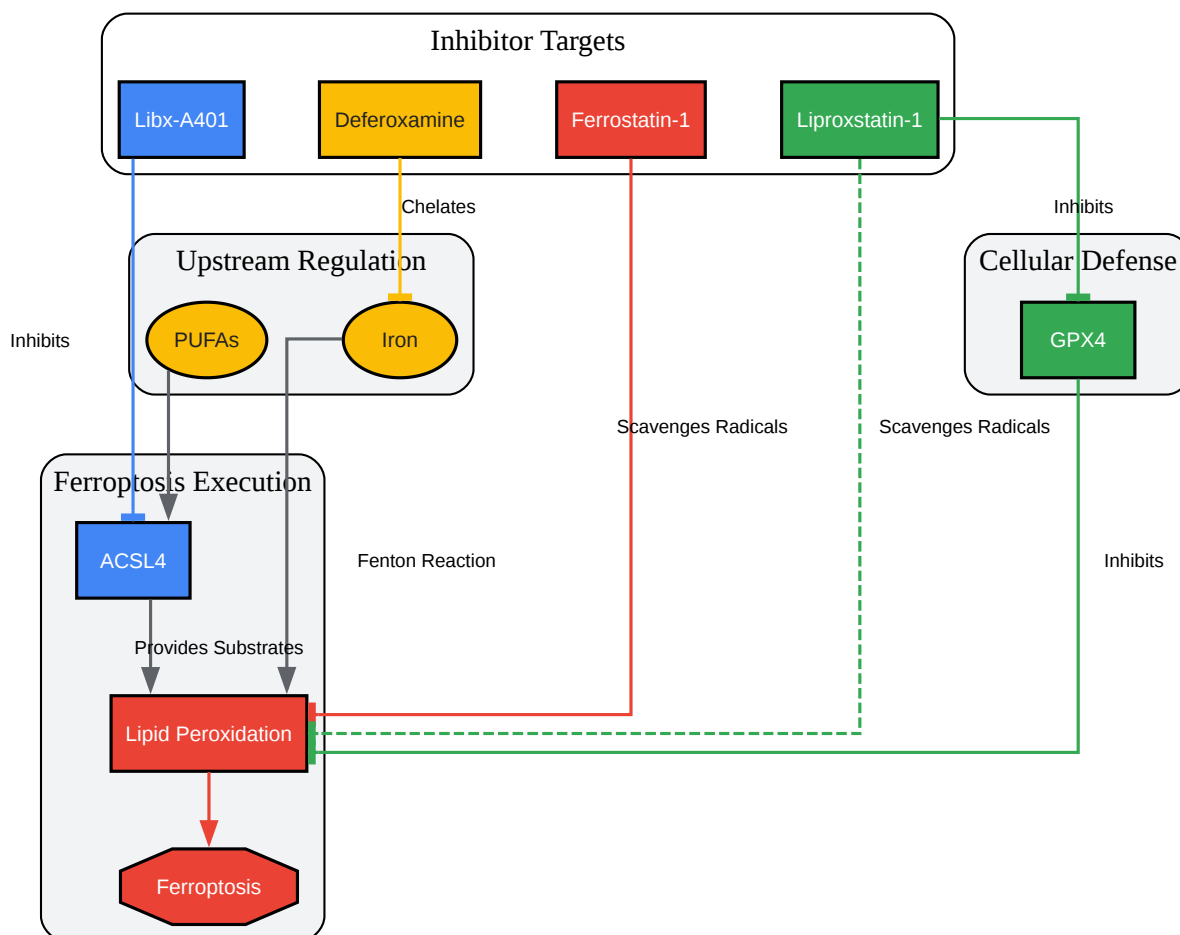 Inhibitor Targets
Libx-A401
Deferoxamine
Ferrostatin-1
Liproxstatin-1
Chelates
Inhibits
Upstream Regulation
Cellular Defense
PUFAs
Iron
GPX4
Inhibits
Scavenges Radicals
Scavenges Radicals
Ferroptosis Execution
ACSL4
Fenton Reaction
Inhibits
Provides Substrates
Lipid Peroxidation
Ferroptosis